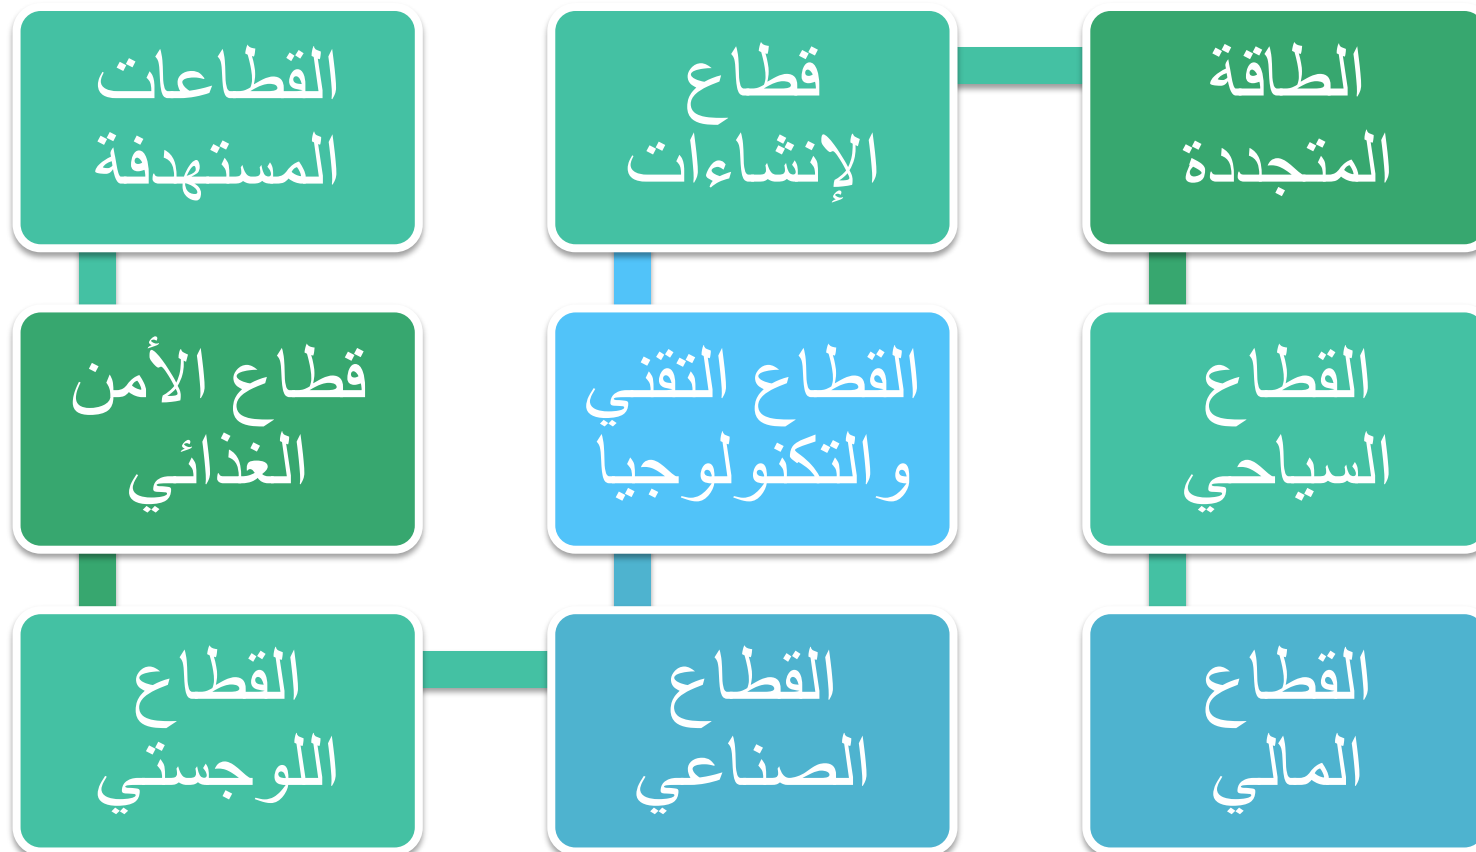 القطاعات
المستهدفة
قطاع الأمن
الغذائي
القطاع
اللوجستي
القطاع
الصناعي
القطاع التقني
والتكنولوجيا
قطاع
الإنشاءات
الطاقة
المتجددة
القطاع
السياحي
القطاع
المالي